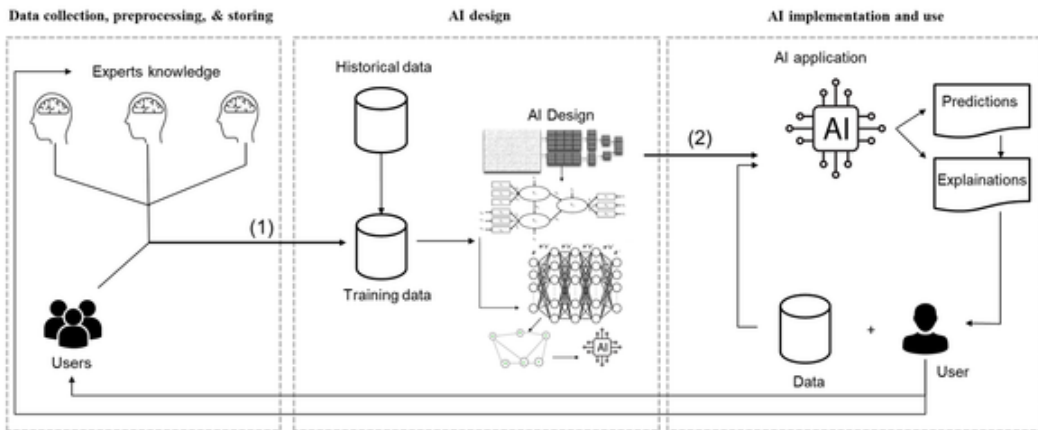 Data collection, preprocessing, & storing
AI design
AI implementation and use
Experts knowledge
Users
(1)
Historical data
Training data
AI Design
AI
(2)
AI application
AI
Predictions
Explainations
Data
+
User